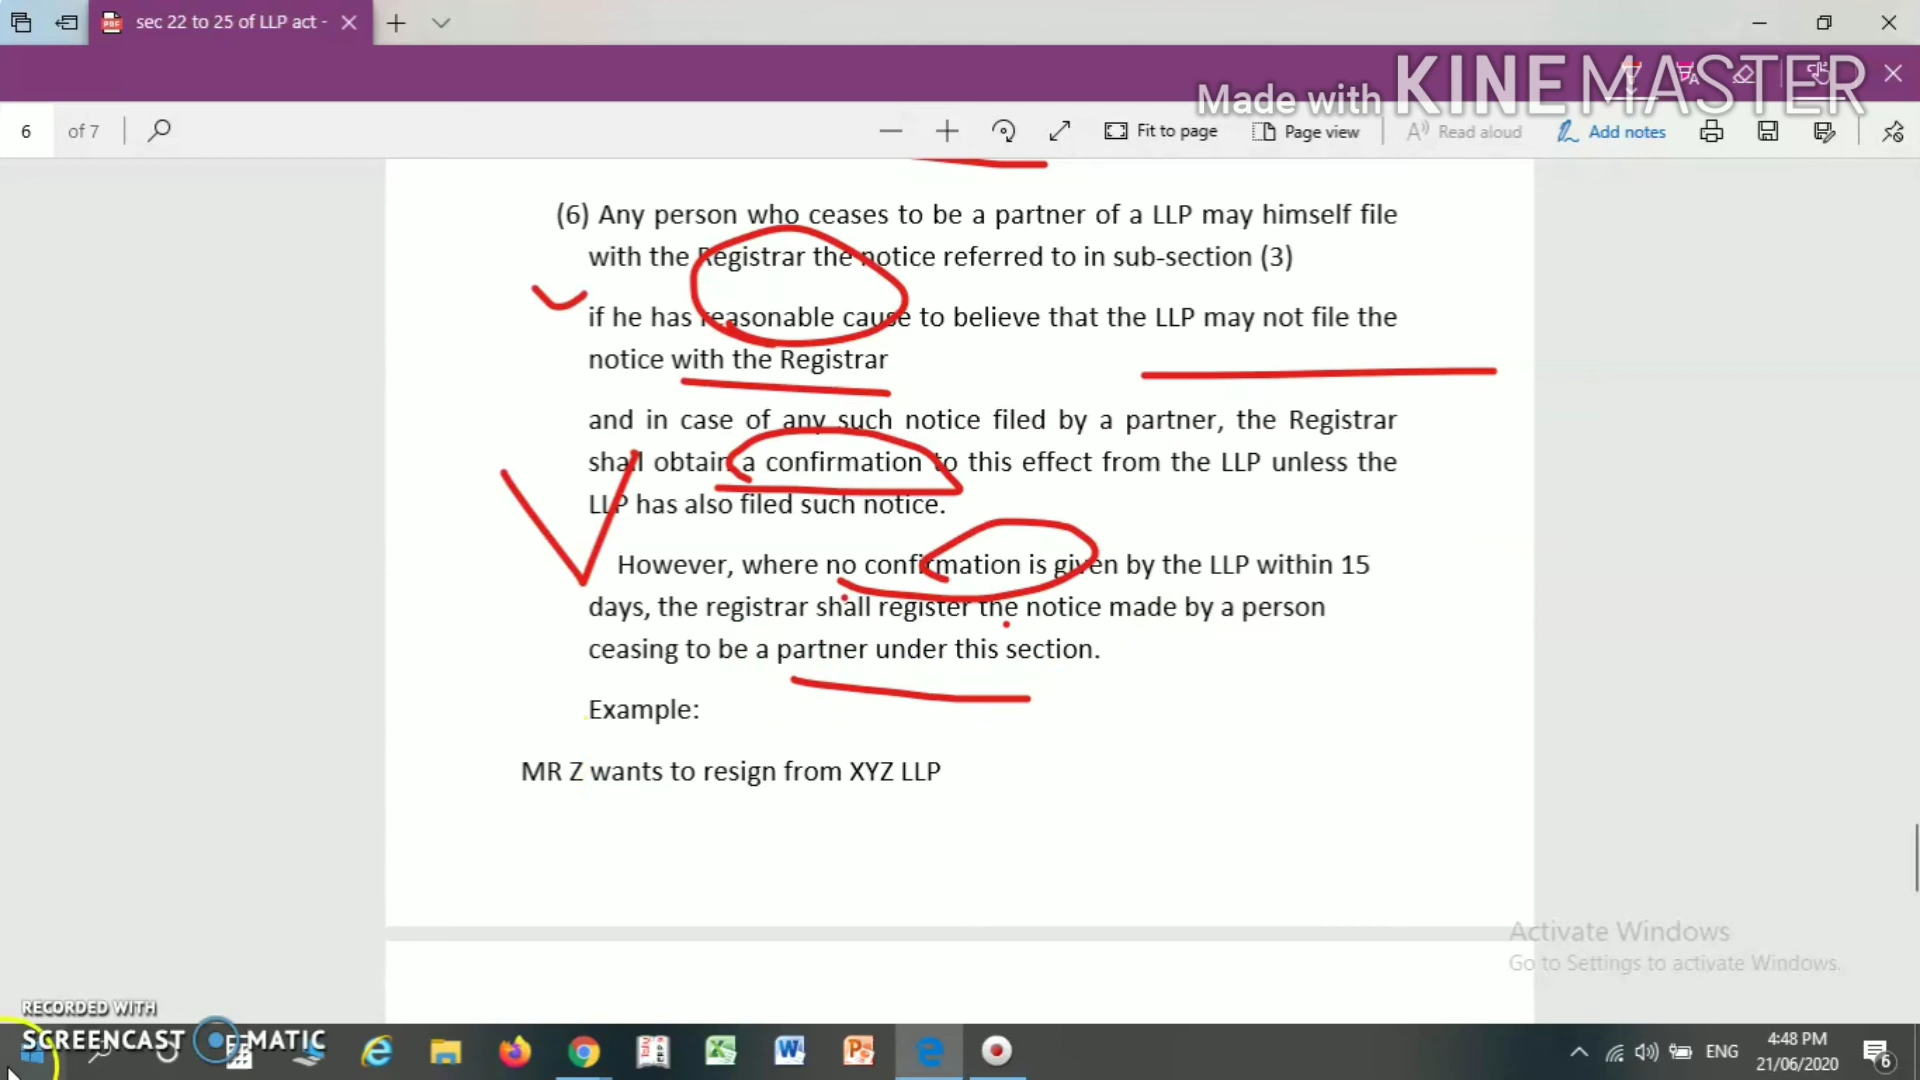 sec 22 to 25 of LLP act -
Made with KINEMASTER
6 of 7
Fit to page
Page view
Read aloud
Add notes
(6) Any person who ceases to be a partner of a LLP may himself file
with the Registrar the notice referred to in sub-section (3)
if he has reasonable cause to believe that the LLP may not file the
notice with the Registrar
and in case of any such notice filed by a partner, the Registrar
shall obtain a confirmation to this effect from the LLP unless the
LLP has also filed such notice.
However, where no confirmation is given by the LLP within 15
days, the registrar shall register the notice made by a person
ceasing to be a partner under this section.
Example:
MR Z wants to resign from XYZ LLP
Activate Windows
Go to Settings to activate Windows.
RECORDED WITH
SCREENCAST MATIC
ENG
4:48 PM
21/06/2020
6